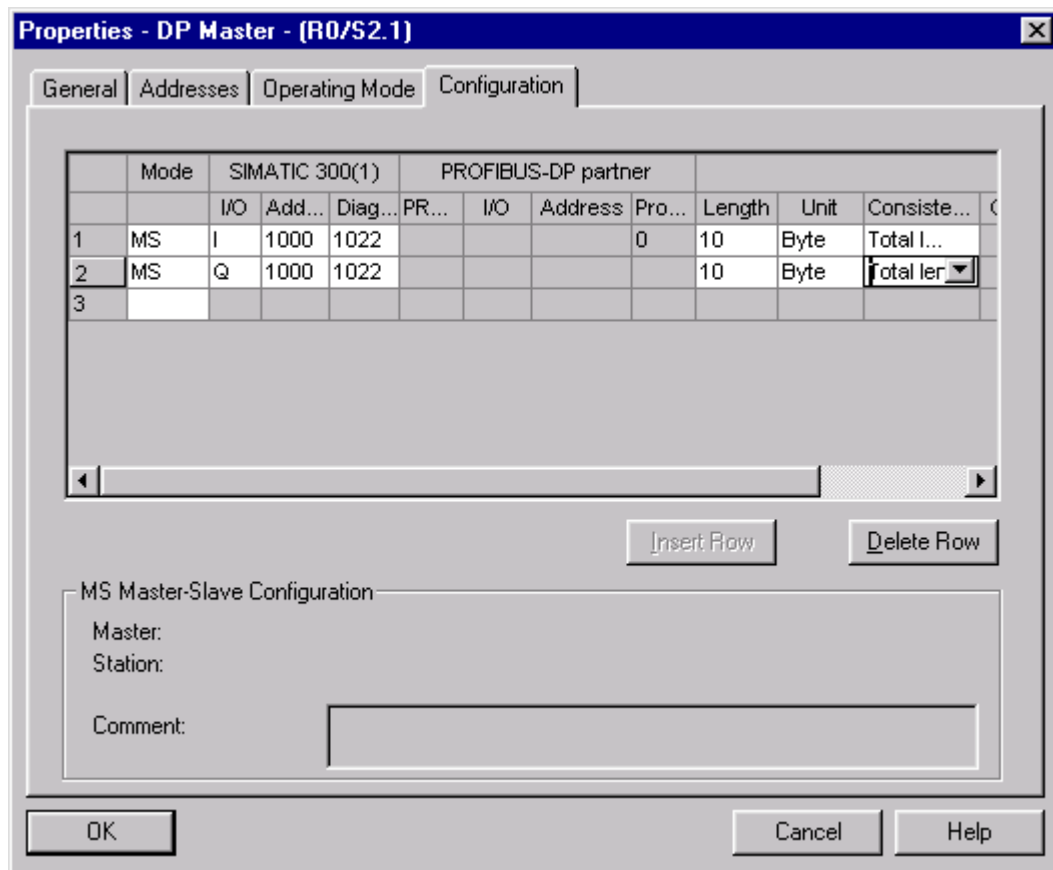 Properties - DP Master - (R0/S2.1)
General Addresses Operating Mode Configuration
Mode SIMATIC 300(1) PROFIBUS-DP partner
I/O Add... Diag... PR... I/O Address Pro... Length Unit Consiste...
1 MS I 1000 1022 0 10 Byte Total l...
2 MS Q 1000 1022 10 Byte Total ler
3
Insert Row Delete Row
MS Master-Slave Configuration
Master:
Station:
Comment:
OK Cancel Help